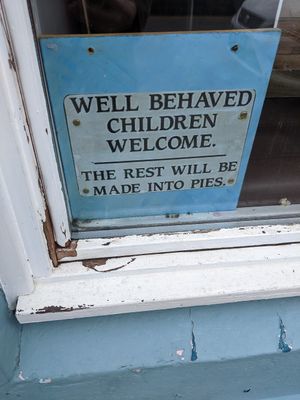 WELL BEHAVED
CHILDREN
WELCOME.
THE REST WILL BE
MADE INTO PIES.